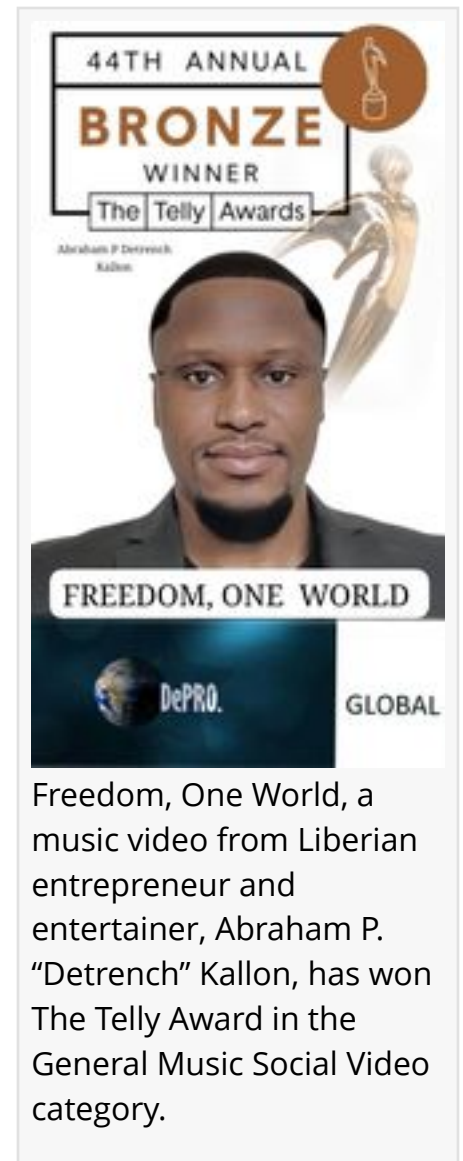 44TH ANNUAL
BRONZE
WINNER
The Telly Awards
Abraham P Detrench
Kallon
FREEDOM, ONE WORLD
DePRO.
GLOBAL
Freedom, One World, a
music video from Liberian
entrepreneur and
entertainer, Abraham P.
“Detrench” Kallon, has won
The Telly Award in the
General Music Social Video
category.